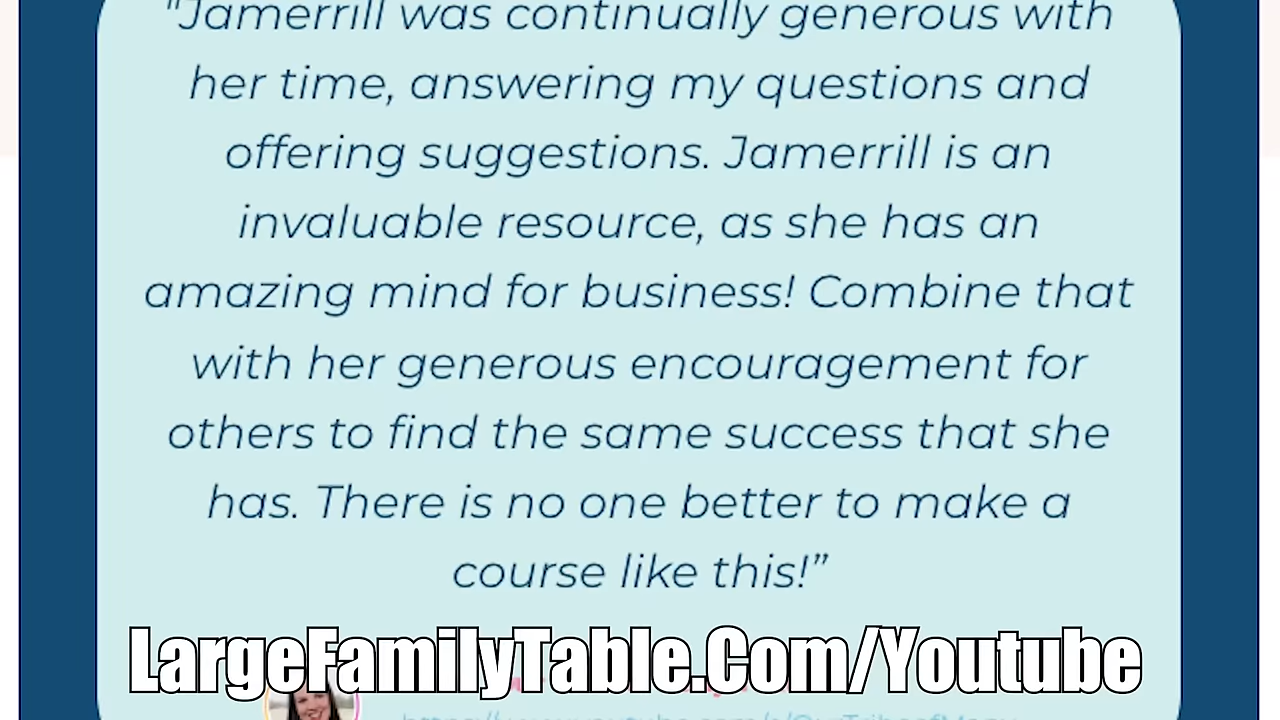 "Jamerrill was continually generous with
her time, answering my questions and
offering suggestions. Jamerrill is an
invaluable resource, as she has an
amazing mind for business! Combine that
with her generous encouragement for
others to find the same success that she
has. There is no one better to make a
course like this!”
LargeFamilyTable.Com/Youtube